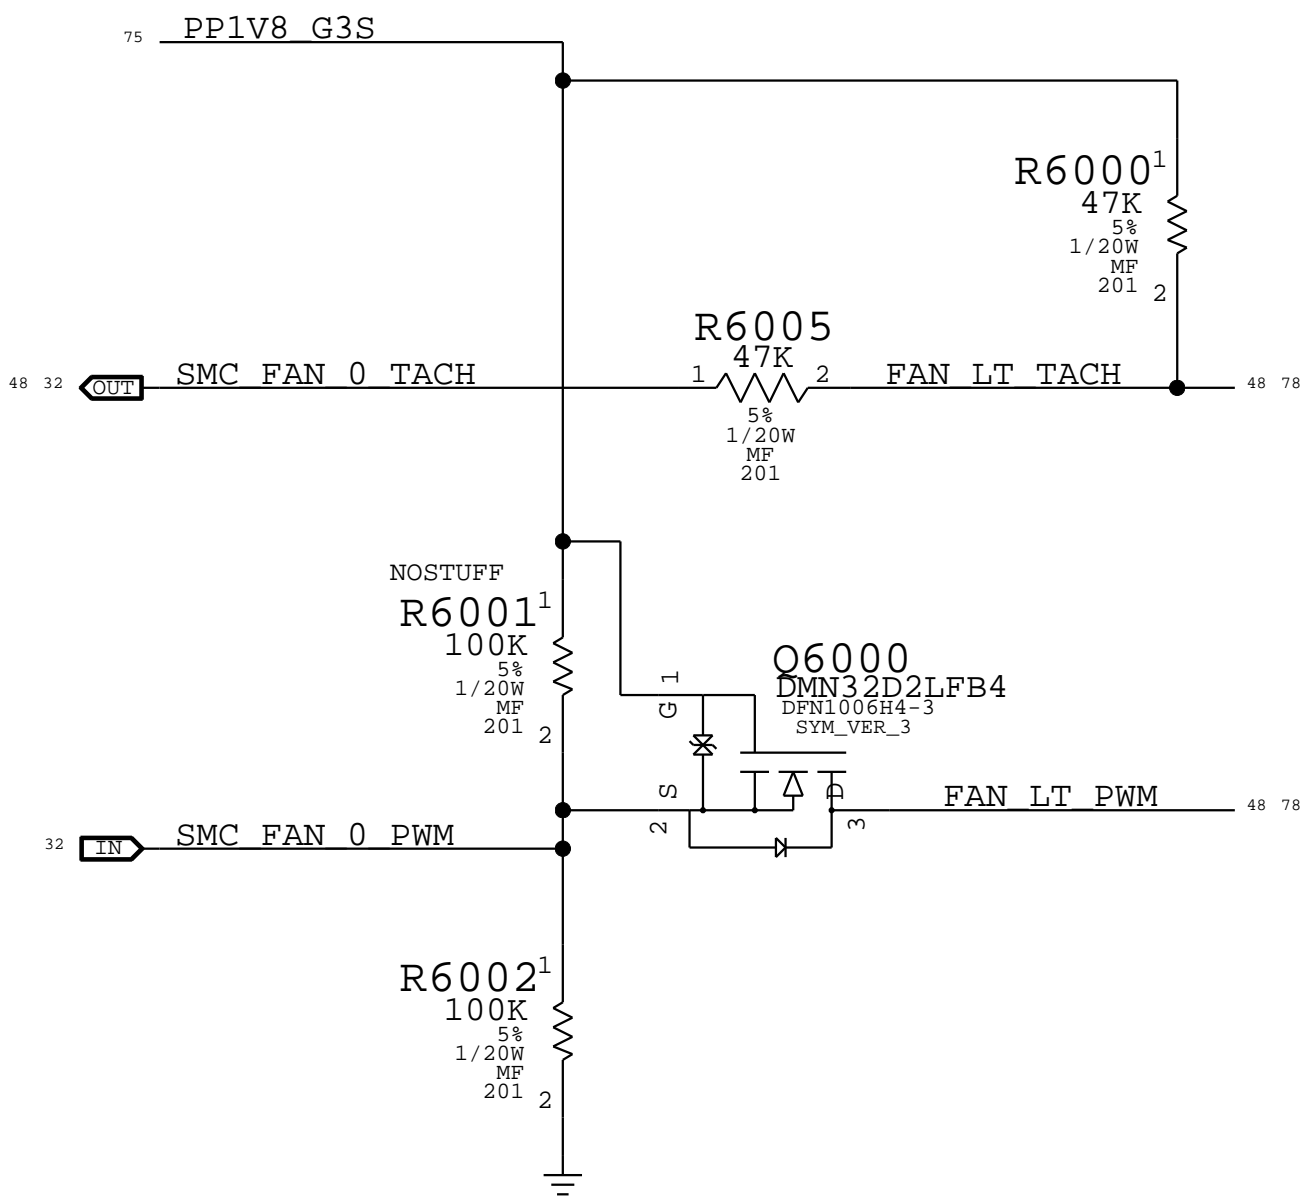 75 PP1V8_G3S
R6000 1
47K
5%
1/20W
MF
201 2
R6005
47K
48 32 OUT SMC_FAN_0_TACH 1 2 FAN_LT_TACH 48 78
5%
1/20W
MF
201
NOSTUFF
R6001 1
100K
5%
1/20W
MF
201 2
Q6000
DMN32D2LFB4
DFN1006H4-3
SYM_VER_3
G 1
S 2
D 3
FAN_LT_PWM 48 78
32 IN SMC_FAN_0_PWM
R6002 1
100K
5%
1/20W
MF
201 2